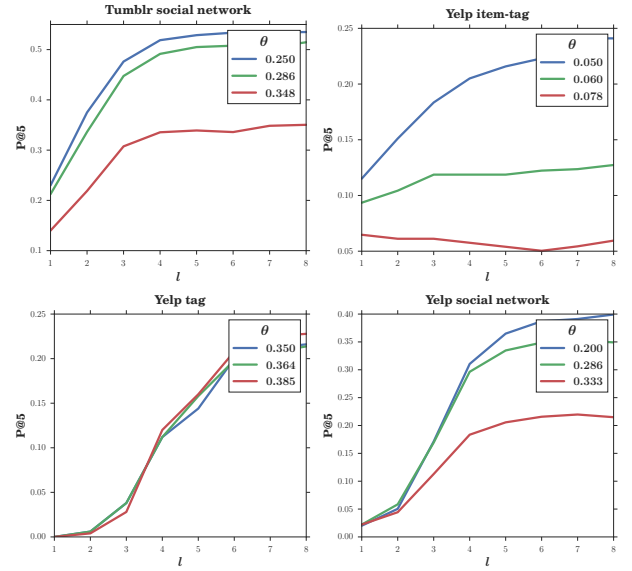 Tumblr social network
P@5
0.5
0.4
0.3
0.2
0.1
θ
0.250
0.286
0.348
1 2 3 4 5 6 7 8
l
Yelp item-tag
P@5
0.25
0.20
0.15
0.10
0.05
θ
0.050
0.060
0.078
1 2 3 4 5 6 7 8
l
Yelp tag
P@5
0.25
0.20
0.15
0.10
0.05
0.00
θ
0.350
0.364
0.385
1 2 3 4 5 6 7 8
l
Yelp social network
P@5
0.40
0.35
0.30
0.25
0.20
0.15
0.10
0.05
0.00
θ
0.200
0.286
0.333
1 2 3 4 5 6 7 8
l